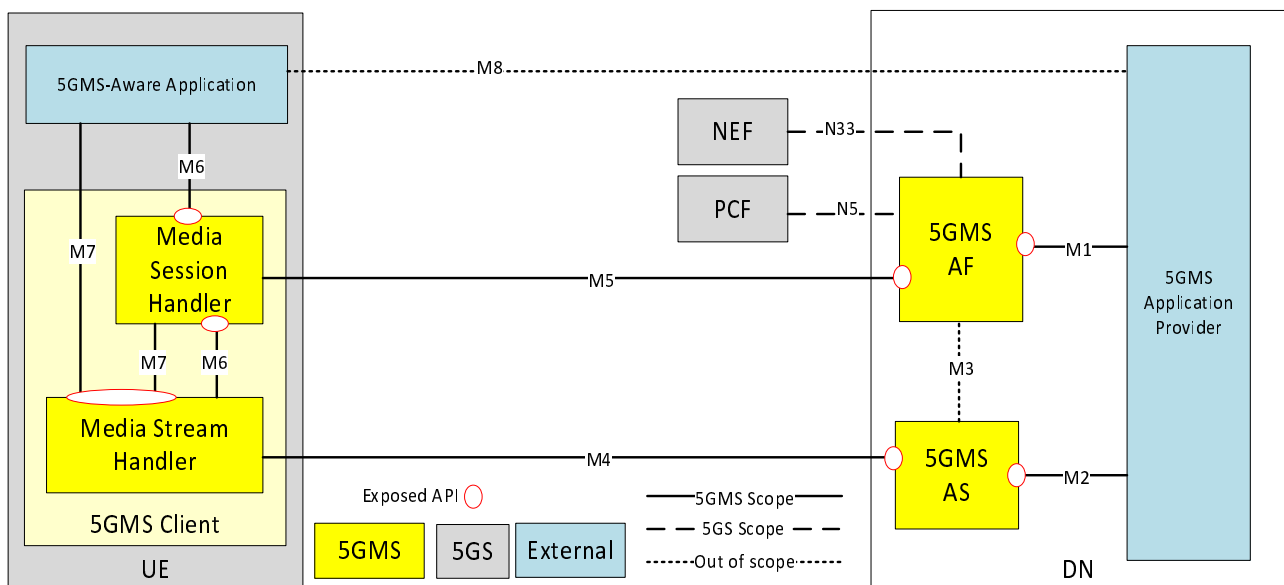 5GMS-Aware Application
M8
NEF
N33
PCF
N5
M6
M7
Media
Session
Handler
M5
5GMS
AF
M1
5GMS
Application
Provider
M7
M6
M3
Media Stream
Handler
M4
5GMS
AS
M2
Exposed API
5GMS Scope
5GS Scope
Out of scope
5GMS Client
5GMS
5GS
External
UE
DN